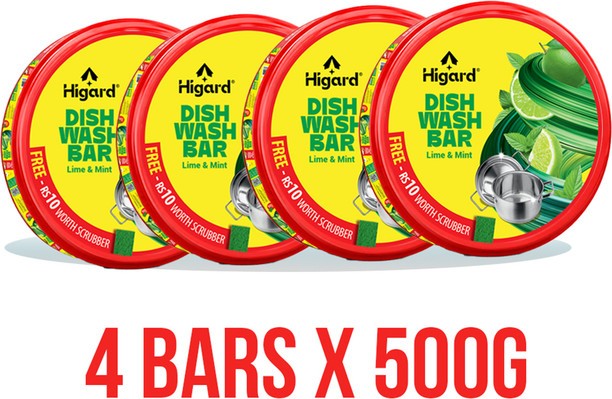 Higard®
DISH
WASH
BAR
Lime & Mint
FREE - RS10 WORTH SCRUBBER
Higard®
DISH
WASH
BAR
Lime & Mint
FREE - RS10 WORTH SCRUBBER
Higard®
DISH
WASH
BAR
Lime & Mint
FREE - RS10 WORTH SCRUBBER
Higard®
DISH
WASH
BAR
Lime & Mint
FREE - RS10 WORTH SCRUBBER
4 BARS X 500G